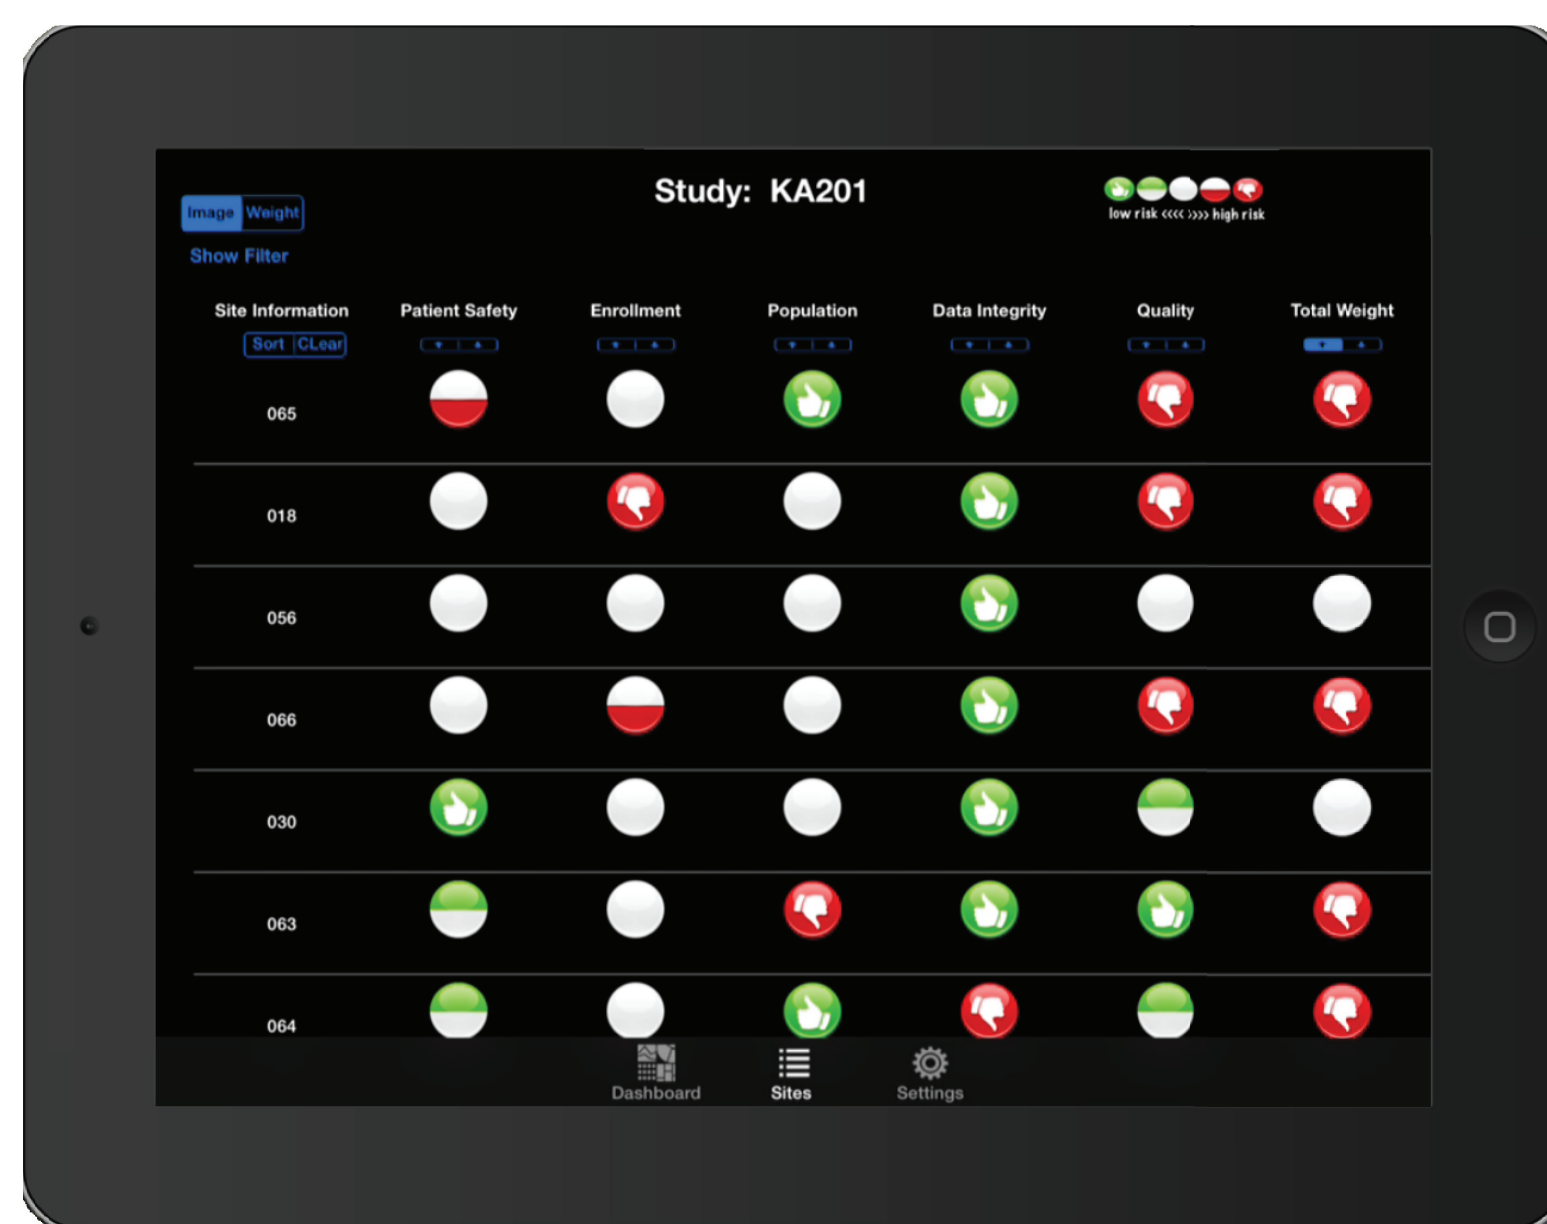 Study: KA201
Image Weight
low risk <<<< >>>> high risk
Show Filter
Site Information Patient Safety Enrollment Population Data Integrity Quality Total Weight
Sort CLear
065
018
056
066
030
063
064
Dashboard Sites Settings